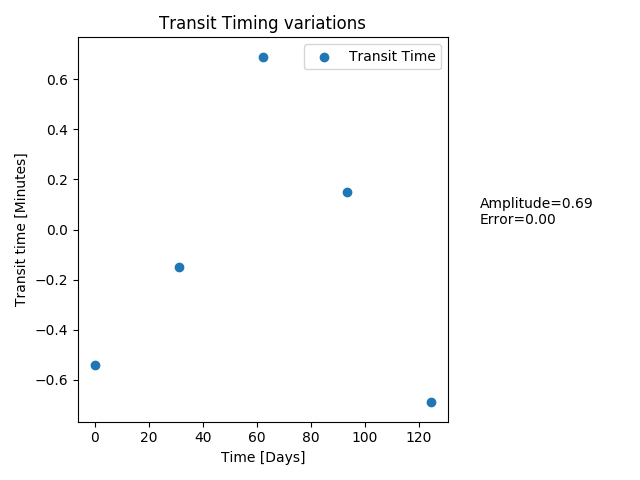 Transit Timing variations
Transit Time
0.6
0.4
0.2
0.0
−0.2
−0.4
−0.6
Transit time [Minutes]
0 20 40 60 80 100 120
Time [Days]
Amplitude=0.69
Error=0.00